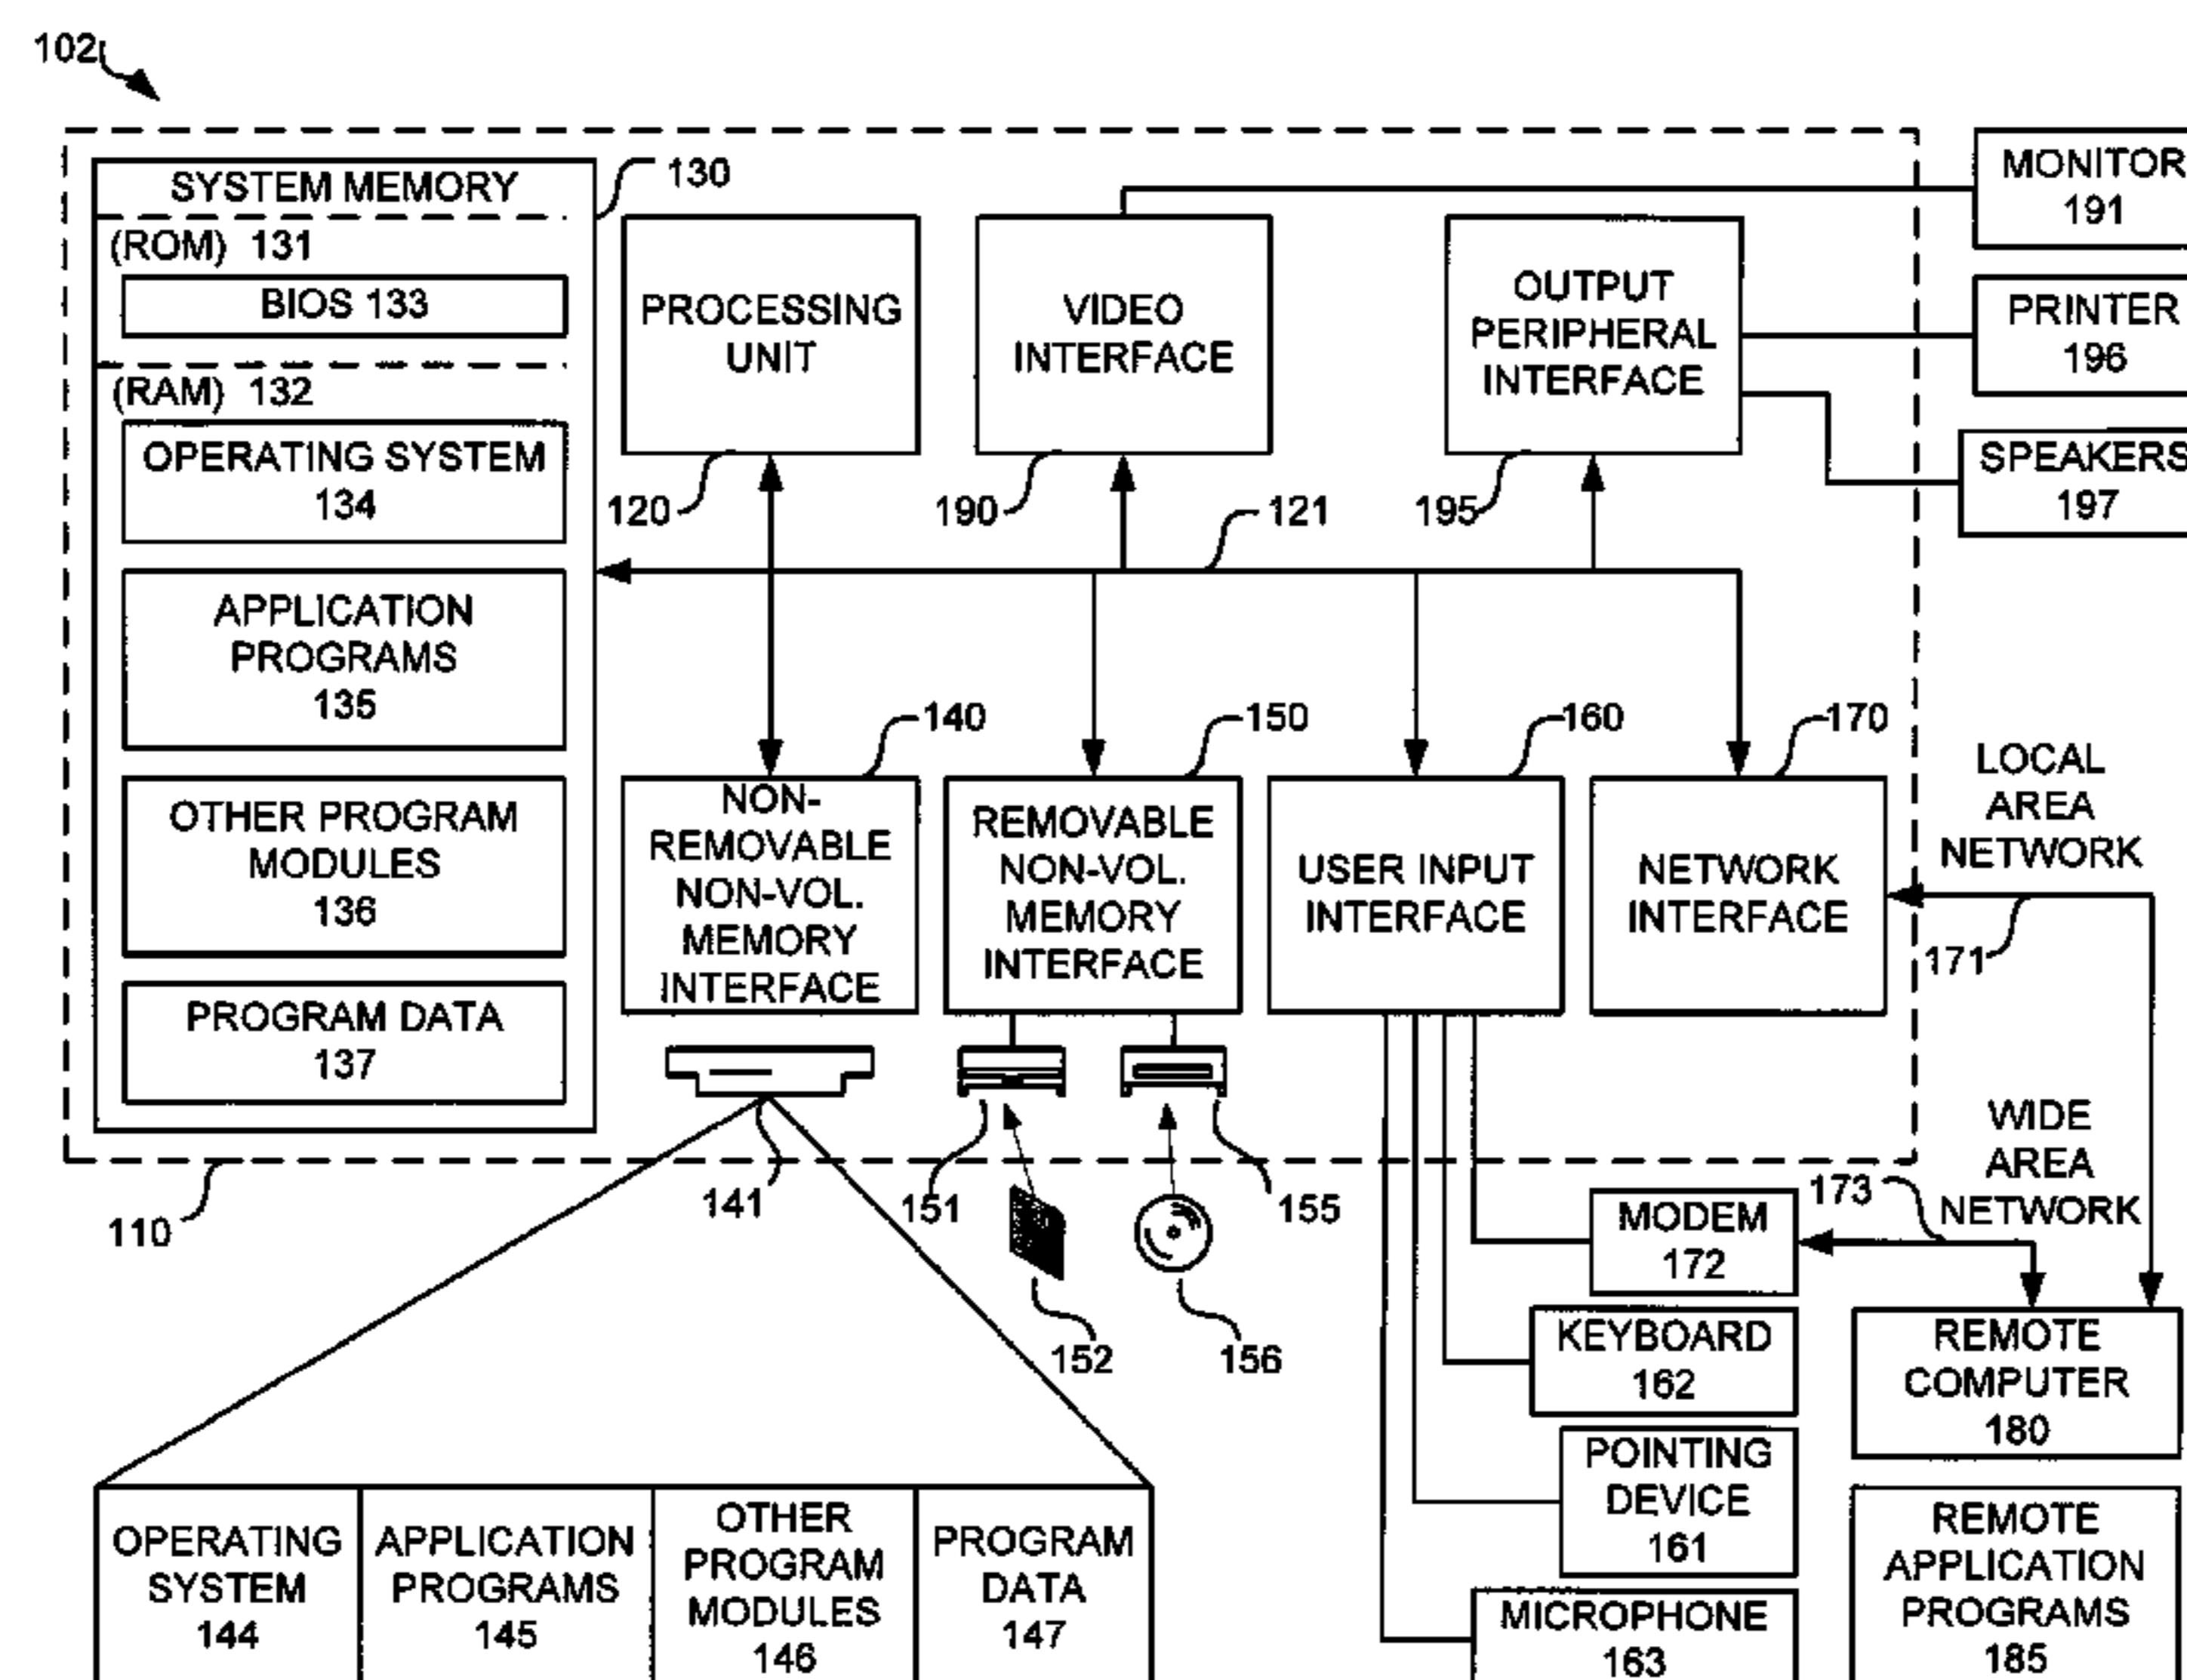 102
SYSTEM MEMORY
(ROM) 131
BIOS 133
(RAM) 132
OPERATING SYSTEM
134
APPLICATION
PROGRAMS
135
OTHER PROGRAM
MODULES
136
PROGRAM DATA
137
130
PROCESSING
UNIT
120
VIDEO
INTERFACE
190
121
OUTPUT
PERIPHERAL
INTERFACE
195
MONITOR
191
PRINTER
196
SPEAKERS
197
140
NON-
REMOVABLE
NON-VOL.
MEMORY
INTERFACE
150
REMOVABLE
NON-VOL.
MEMORY
INTERFACE
160
USER INPUT
INTERFACE
170
NETWORK
INTERFACE
LOCAL
AREA
NETWORK
171
110
141
151
155
152
156
WIDE
AREA
NETWORK
173
MODEM
172
KEYBOARD
162
POINTING
DEVICE
161
MICROPHONE
163
REMOTE
COMPUTER
180
REMOTE
APPLICATION
PROGRAMS
185
OPERATING
SYSTEM
144
APPLICATION
PROGRAMS
145
OTHER
PROGRAM
MODULES
146
PROGRAM
DATA
147